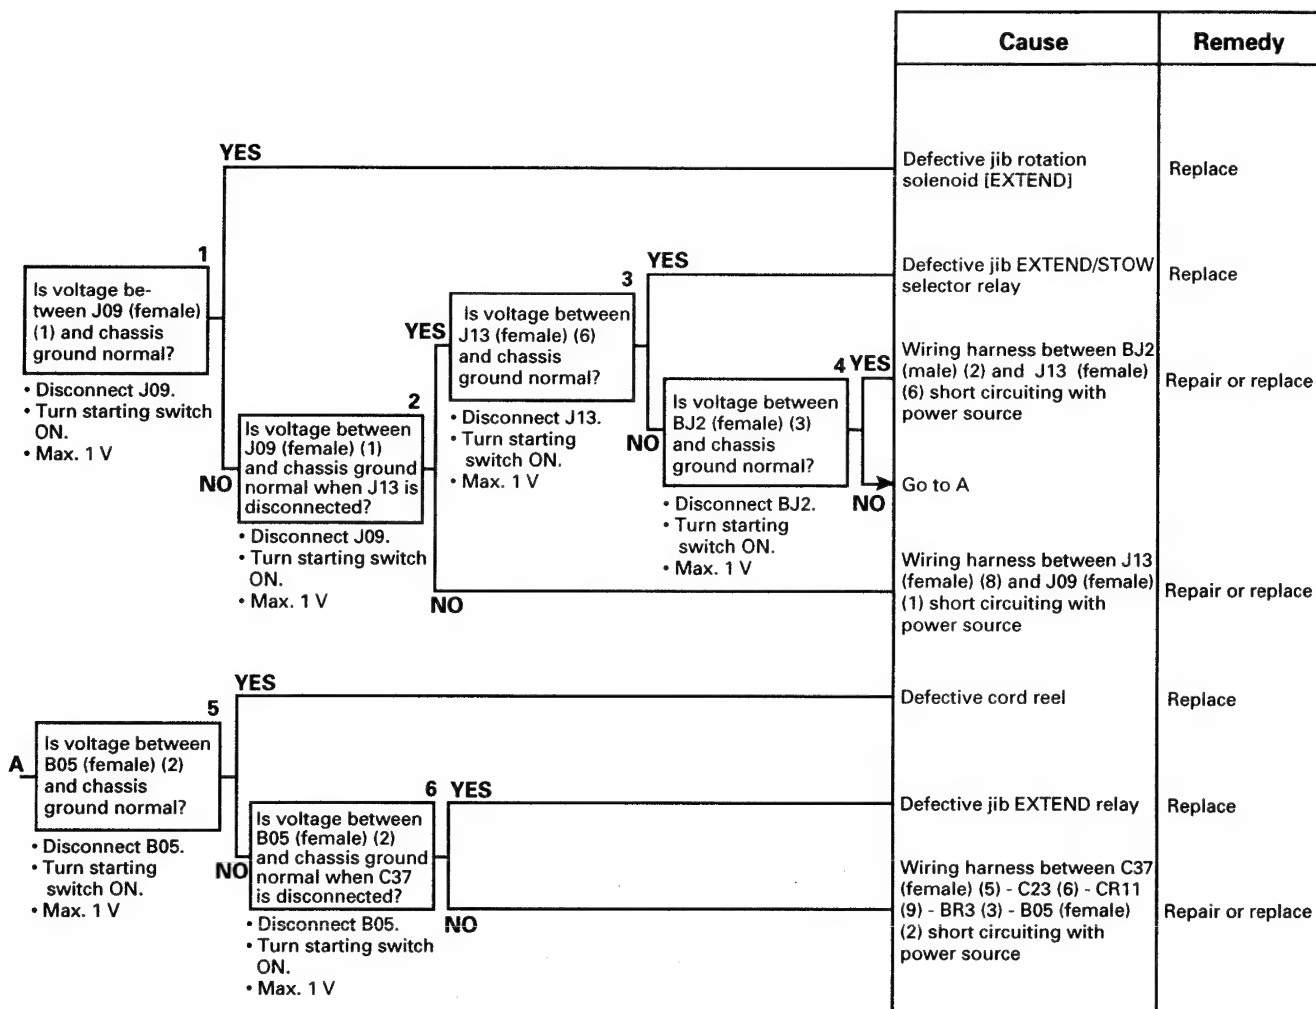 Cause
Remedy
YES
Defective jib rotation
solenoid [EXTEND]
Replace
1
Is voltage be-
tween J09 (female)
(1) and chassis
ground normal?
• Disconnect J09.
• Turn starting switch
ON.
• Max. 1 V
NO
2
Is voltage between
J09 (female) (1)
and chassis ground
normal when J13 is
disconnected?
• Disconnect J09.
• Turn starting switch
ON.
• Max. 1 V
YES
3
Is voltage between
J13 (female) (6)
and chassis
ground normal?
• Disconnect J13.
• Turn starting
switch ON.
• Max. 1 V
YES
Defective jib EXTEND/STOW
selector relay
Replace
NO
4
Is voltage between
BJ2 (female) (3)
and chassis
ground normal?
• Disconnect BJ2.
• Turn starting
switch ON.
• Max. 1 V
YES
Wiring harness between BJ2
(male) (2) and J13 (female)
(6) short circuiting with
power source
Repair or replace
NO
Go to A
NO
Wiring harness between J13
(female) (8) and J09 (female)
(1) short circuiting with
power source
Repair or replace
A
5
Is voltage between
B05 (female) (2)
and chassis
ground normal?
• Disconnect B05.
• Turn starting
switch ON.
• Max. 1 V
YES
Defective cord reel
Replace
NO
6
Is voltage between
B05 (female) (2)
and chassis ground
normal when C37
is disconnected?
• Disconnect B05.
• Turn starting switch
ON.
• Max. 1 V
YES
Defective jib EXTEND relay
Replace
NO
Wiring harness between C37
(female) (5) - C23 (6) - CR11
(9) - BR3 (3) - B05 (female)
(2) short circuiting with
power source
Repair or replace